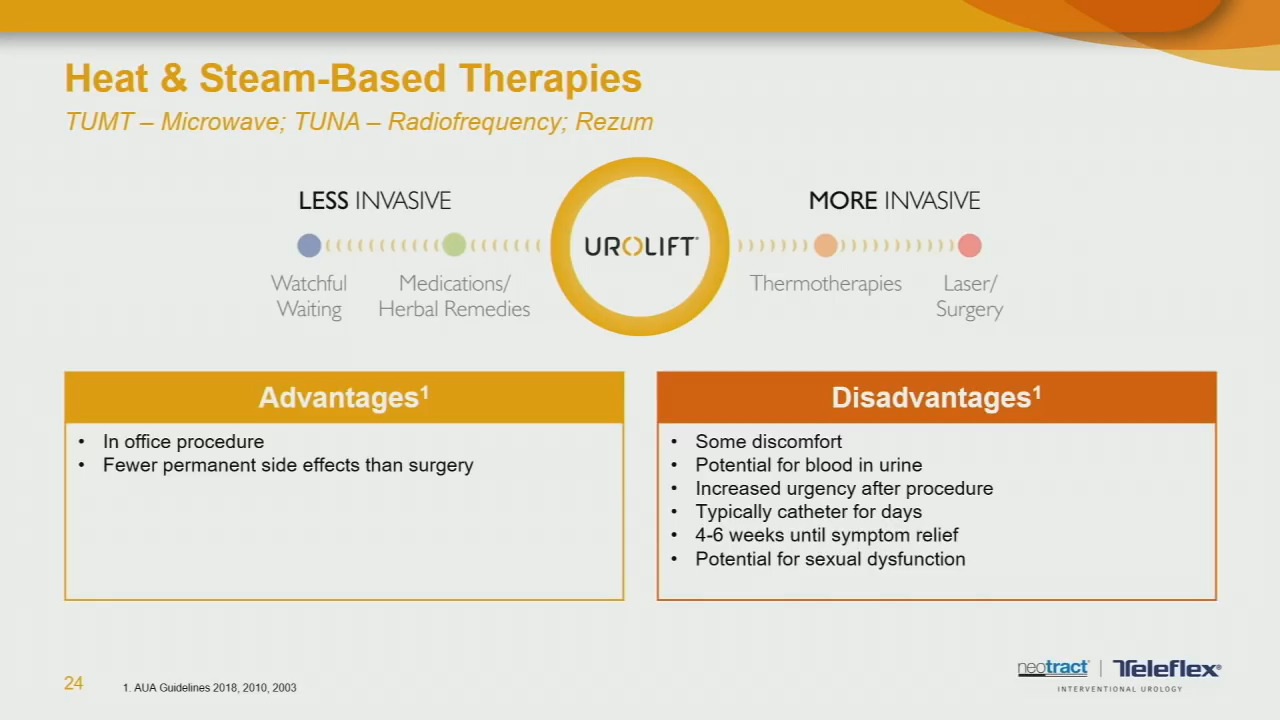 Heat & Steam-Based Therapies
TUMT – Microwave; TUNA – Radiofrequency; Rezum
LESS INVASIVE
MORE INVASIVE
UROLIFT®
Watchful
Waiting
Medications/
Herbal Remedies
Thermotherapies
Laser/
Surgery
Advantages¹
• In office procedure
• Fewer permanent side effects than surgery
Disadvantages¹
• Some discomfort
• Potential for blood in urine
• Increased urgency after procedure
• Typically catheter for days
• 4-6 weeks until symptom relief
• Potential for sexual dysfunction
24
1. AUA Guidelines 2018, 2010, 2003
neotract® | Teleflex®
INTERVENTIONAL UROLOGY